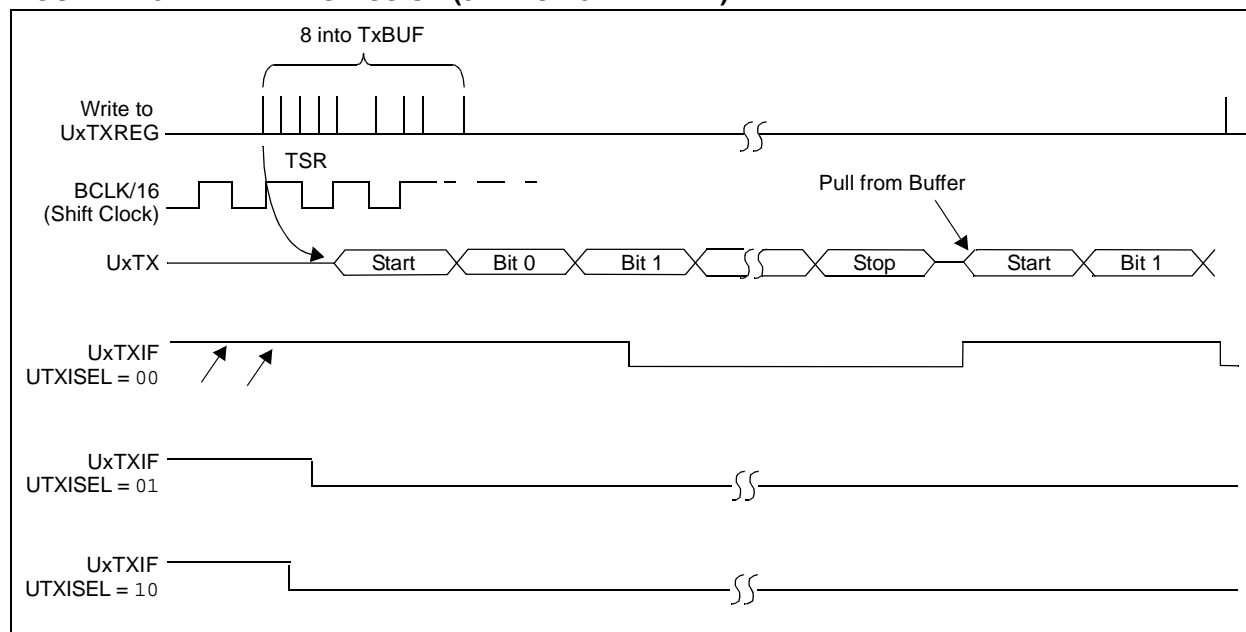 8 into TxBUF
Write to
UxTXREG
TSR
BCLK/16
(Shift Clock)
Pull from Buffer
UxTX
Start
Bit 0
Bit 1
Stop
Start
Bit 1
UxTXIF
UTXISEL = 00
UxTXIF
UTXISEL = 01
UxTXIF
UTXISEL = 10